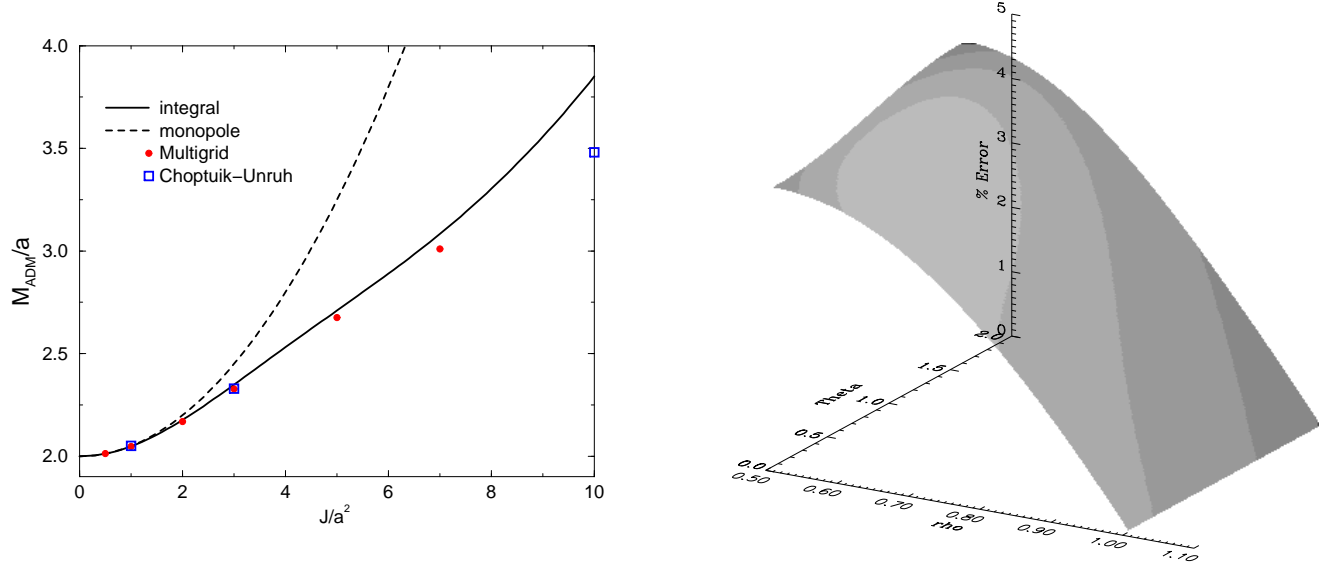 4.0
3.5
3.0
2.5
2.0
M_ADM/a
0 2 4 6 8 10
J/a²
integral
monopole
Multigrid
Choptuik−Unruh
5
4
3
2
1
0
% Error
2.0
1.5
1.0
0.5
0.0
Theta
0.50 0.60 0.70 0.80 0.90 1.00 1.10
rho